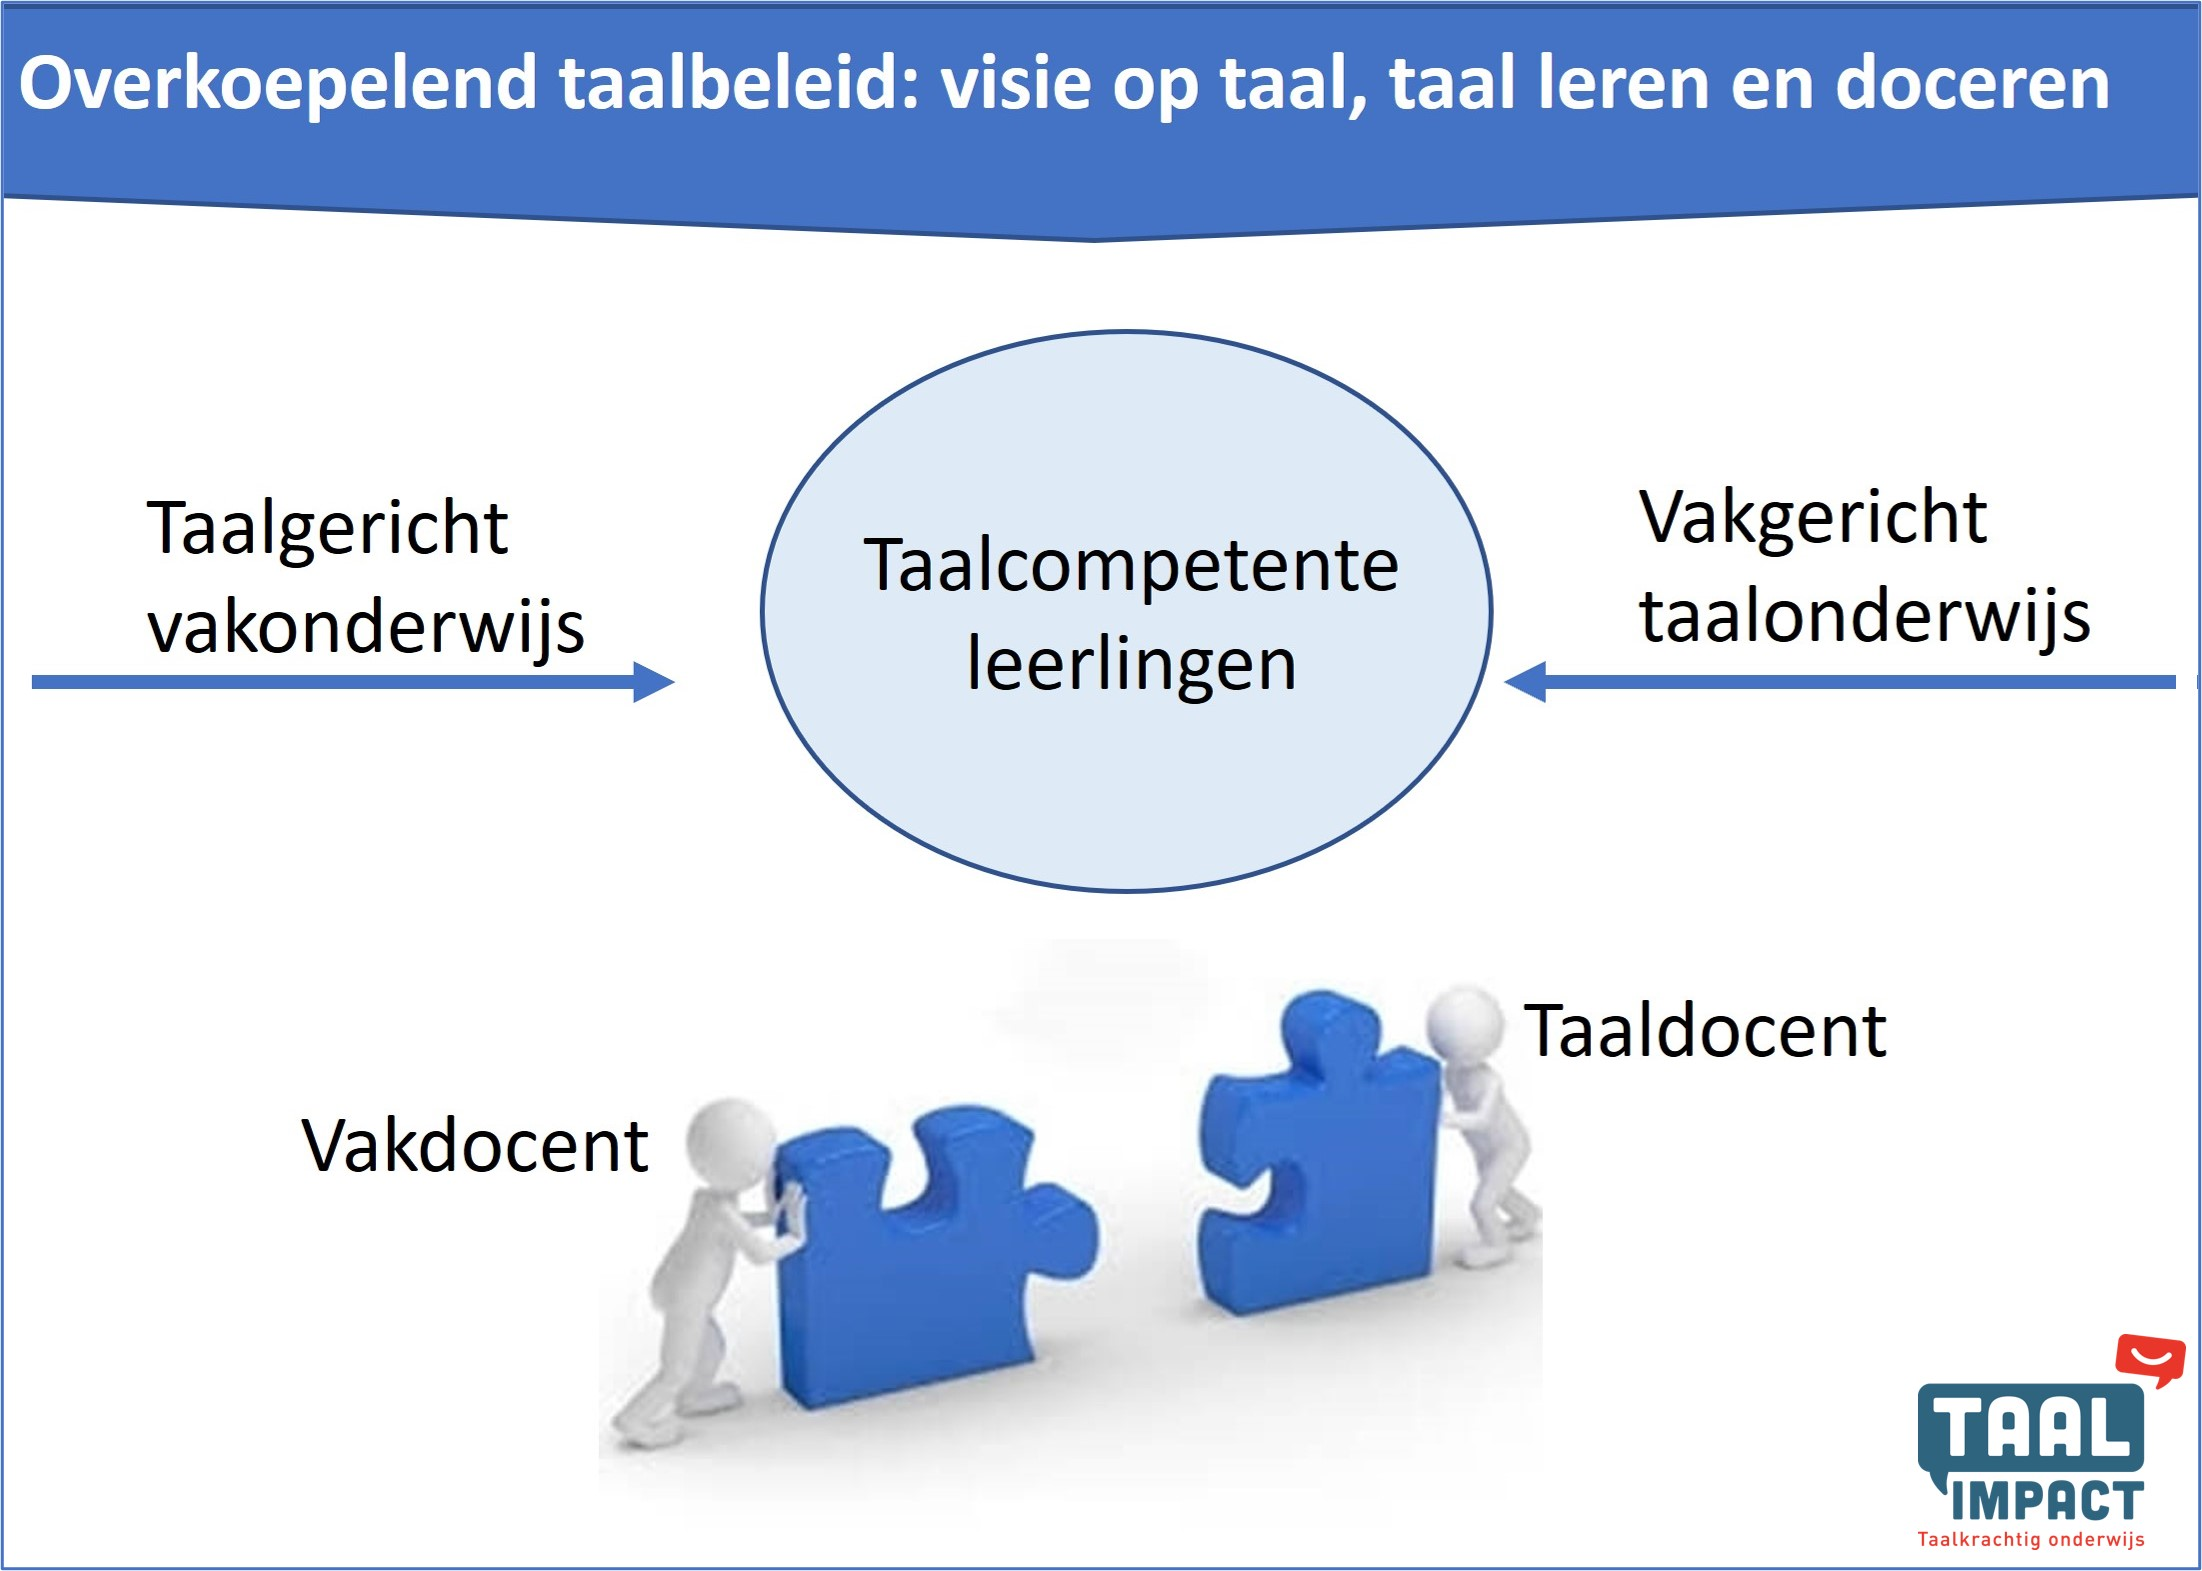 Overkoepelend taalbeleid: visie op taal, taal leren en doceren
Taalgericht
vakonderwijs
Taalcompetente
leerlingen
Vakgericht
taalonderwijs
Taaldocent
Vakdocent
TAAL
IMPACT
Taalkrachtig onderwijs